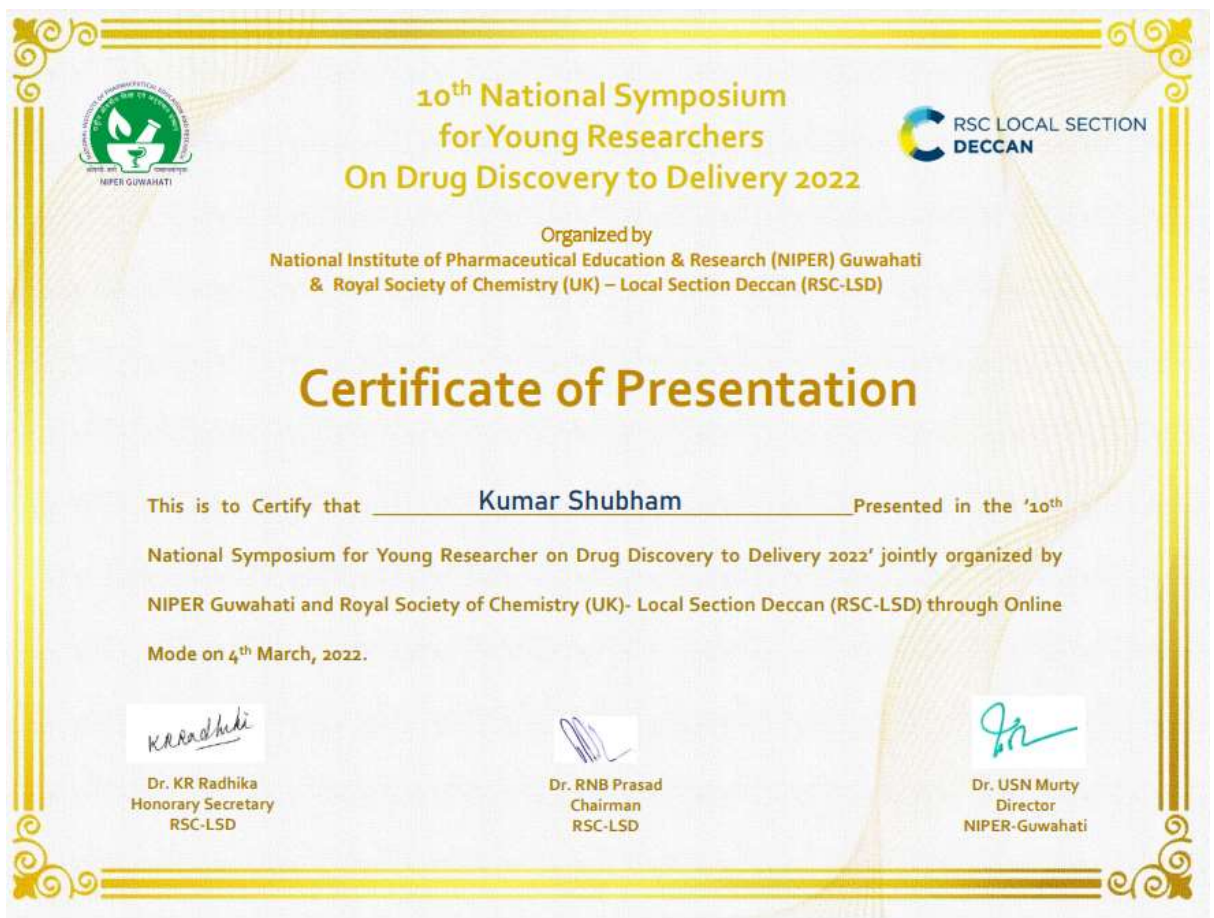 10th National Symposium
for Young Researchers
On Drug Discovery to Delivery 2022
NIPER GUWAHATI
RSC LOCAL SECTION
DECCAN
Organized by
National Institute of Pharmaceutical Education & Research (NIPER) Guwahati
& Royal Society of Chemistry (UK) – Local Section Deccan (RSC-LSD)
Certificate of Presentation
This is to Certify that Kumar Shubham Presented in the '10th
National Symposium for Young Researcher on Drug Discovery to Delivery 2022' jointly organized by
NIPER Guwahati and Royal Society of Chemistry (UK)- Local Section Deccan (RSC-LSD) through Online
Mode on 4th March, 2022.
KRRadhika
Dr. KR Radhika
Honorary Secretary
RSC-LSD
Dr. RNB Prasad
Chairman
RSC-LSD
Dr. USN Murty
Director
NIPER-Guwahati